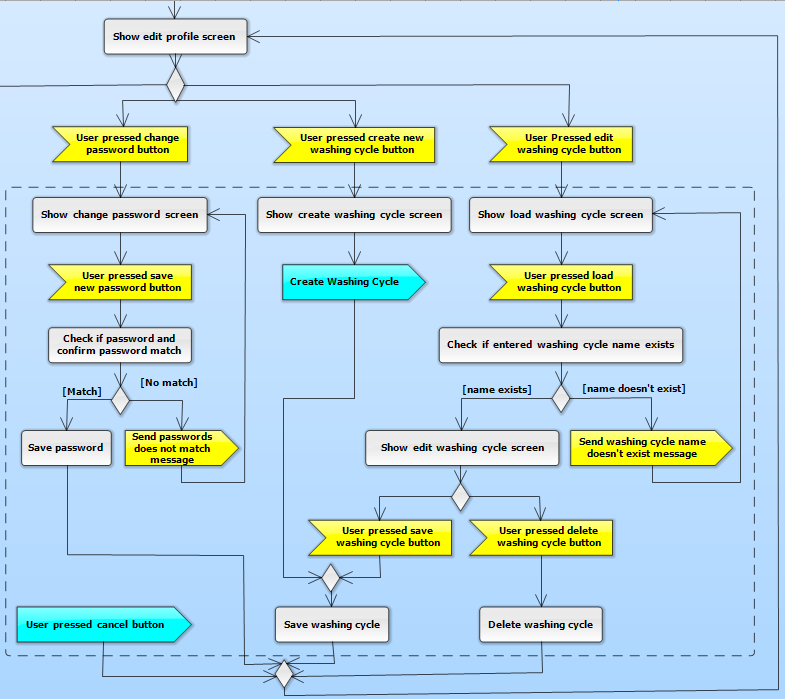 Show edit profile screen
User pressed change
password button
User pressed create new
washing cycle button
User Pressed edit
washing cycle button
Show change password screen
Show create washing cycle screen
Show load washing cycle screen
User pressed save
new password button
Create Washing Cycle
User pressed load
washing cycle button
Check if password and
confirm password match
Check if entered washing cycle name exists
[Match]
[No match]
[name exists]
[name doesn't exist]
Save password
Send passwords
does not match
message
Show edit washing cycle screen
Send washing cycle name
doesn't exist message
User pressed save
washing cycle button
User pressed delete
washing cycle button
User pressed cancel button
Save washing cycle
Delete washing cycle